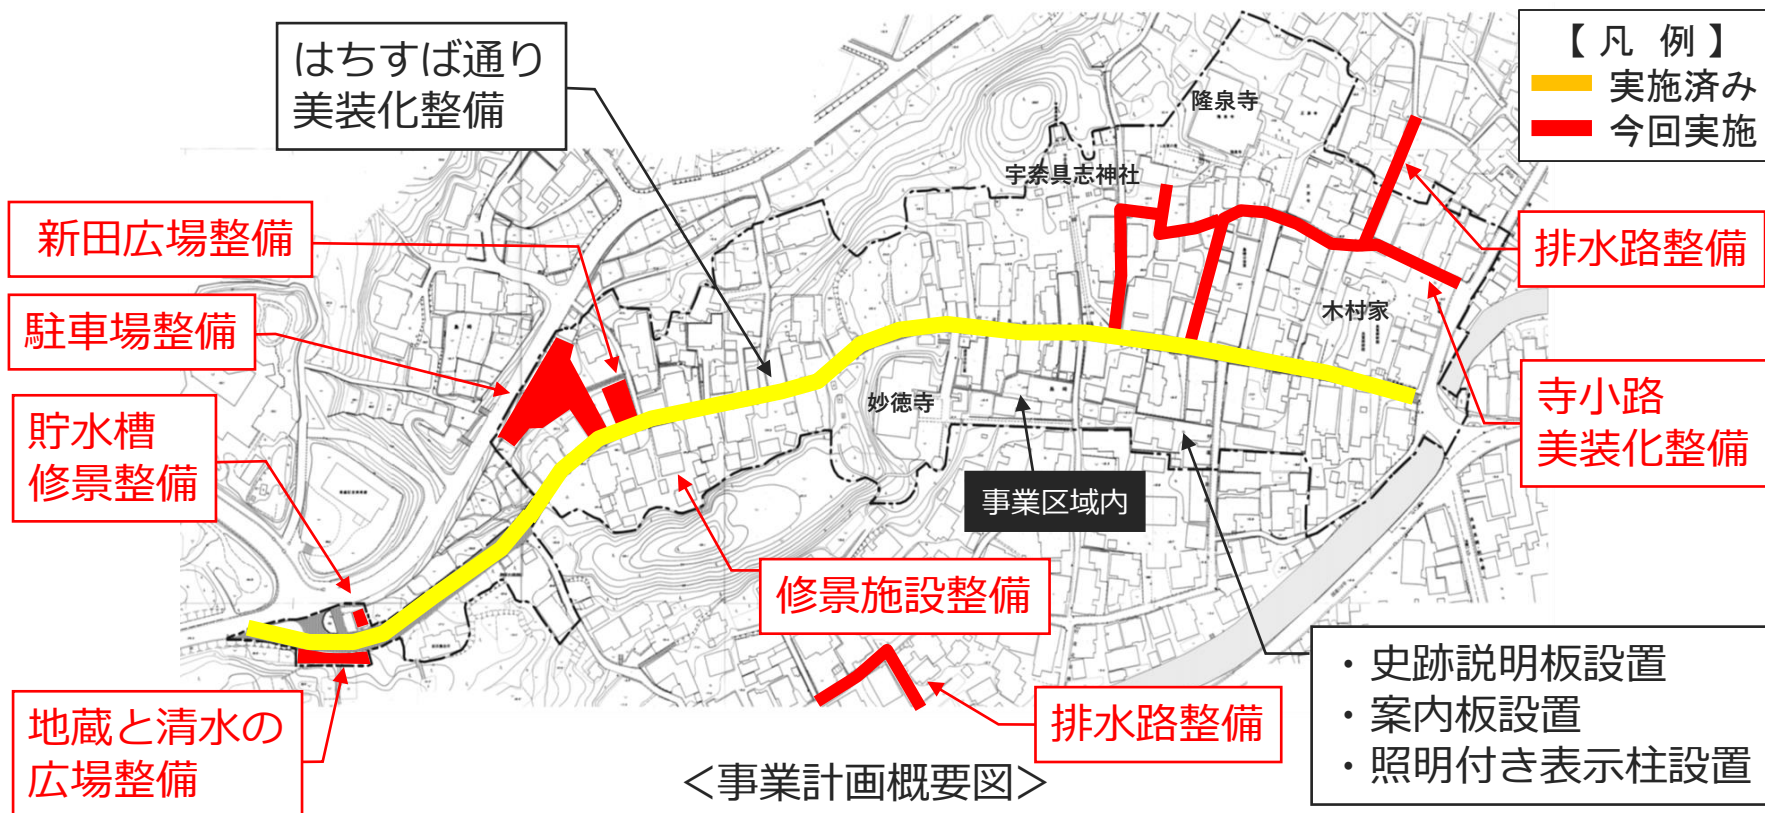 はちすば通り
美装化整備
【 凡 例 】
実施済み
今回実施
隆泉寺
宇奈具志神社
新田広場整備
排水路整備
駐車場整備
木村家
寺小路
美装化整備
貯水槽
修景整備
妙徳寺
事業区域内
修景施設整備
・史跡説明板設置
・案内板設置
・照明付き表示柱設置
地蔵と清水の
広場整備
排水路整備
＜事業計画概要図＞